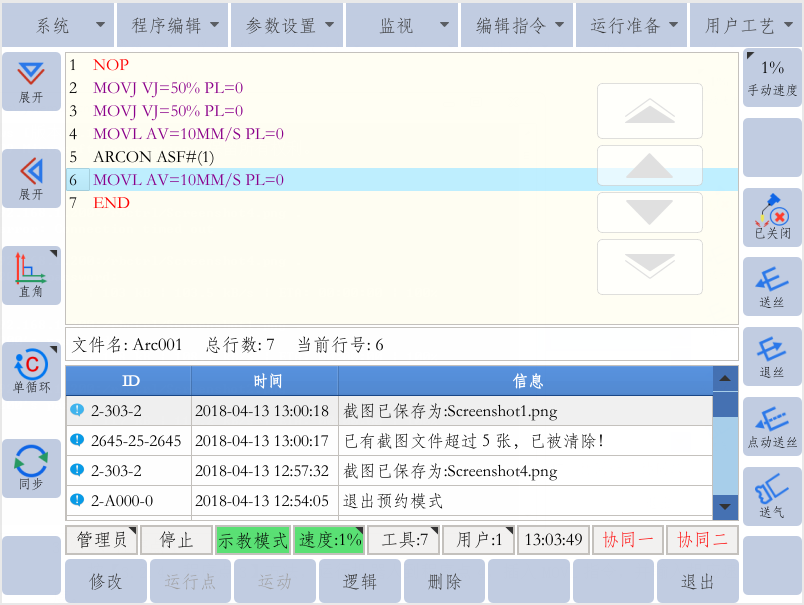 系统 程序编辑 参数设置 监视 编辑指令 运行准备 用户工艺
展开
展开
直角
C
单循环
同步
1 NOP
2 MOVJ VJ=50% PL=0
3 MOVJ VJ=50% PL=0
4 MOVL AV=10MM/S PL=0
5 ARCON ASF#(1)
6 MOVL AV=10MM/S PL=0
7 END
文件名: Arc001 总行数: 7 当前行号: 6
ID 时间 信息
2-303-2 2018-04-13 13:00:18 截图已保存为:Screenshot1.png
2645-25-2645 2018-04-13 13:00:17 已有截图文件超过 5 张，已被清除！
2-303-2 2018-04-13 12:57:32 截图已保存为:Screenshot4.png
2-A000-0 2018-04-13 12:54:05 退出预约模式
1%
手动速度
已关闭
送丝
退丝
点动送丝
送气
管理员 停止 示教模式 速度:1% 工具:7 用户:1 13:03:49 协同一 协同二
修改 运行点 运动 逻辑 删除 退出